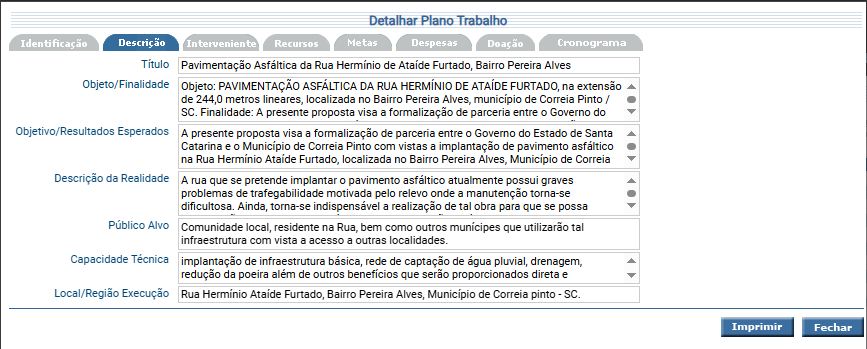 Detalhar Plano Trabalho
Identificação Descrição Interveniente Recursos Metas Despesas Doação Cronograma
Título Pavimentação Asfáltica da Rua Hermínio de Ataíde Furtado, Bairro Pereira Alves
Objeto/Finalidade Objeto: PAVIMENTAÇÃO ASFÁLTICA DA RUA HERMÍNIO DE ATAÍDE FURTADO, na extensão
de 244,0 metros lineares, localizada no Bairro Pereira Alves, município de Correia Pinto /
SC. Finalidade: A presente proposta visa a formalização de parceria entre o Governo do
Objetivo/Resultados Esperados A presente proposta visa a formalização de parceria entre o Governo do Estado de Santa
Catarina e o Município de Correia Pinto com vistas a implantação de pavimento asfáltico
na Rua Hermínio Ataíde Furtado, localizada no Bairro Pereira Alves, Município de Correia
Descrição da Realidade A rua que se pretende implantar o pavimento asfáltico atualmente possui graves
problemas de trafegabilidade motivada pelo relevo onde a manutenção torna-se
dificultosa. Ainda, torna-se indispensável a realização de tal obra para que se possa
Público Alvo Comunidade local, residente na Rua, bem como outros munícipes que utilizarão tal
infraestrutura com vista a acesso a outras localidades.
Capacidade Técnica implantação de infraestrutura básica, rede de captação de água pluvial, drenagem,
redução da poeira além de outros benefícios que serão proporcionados direta e
Local/Região Execução Rua Hermínio Ataíde Furtado, Bairro Pereira Alves, Município de Correia pinto - SC.
Imprimir Fechar